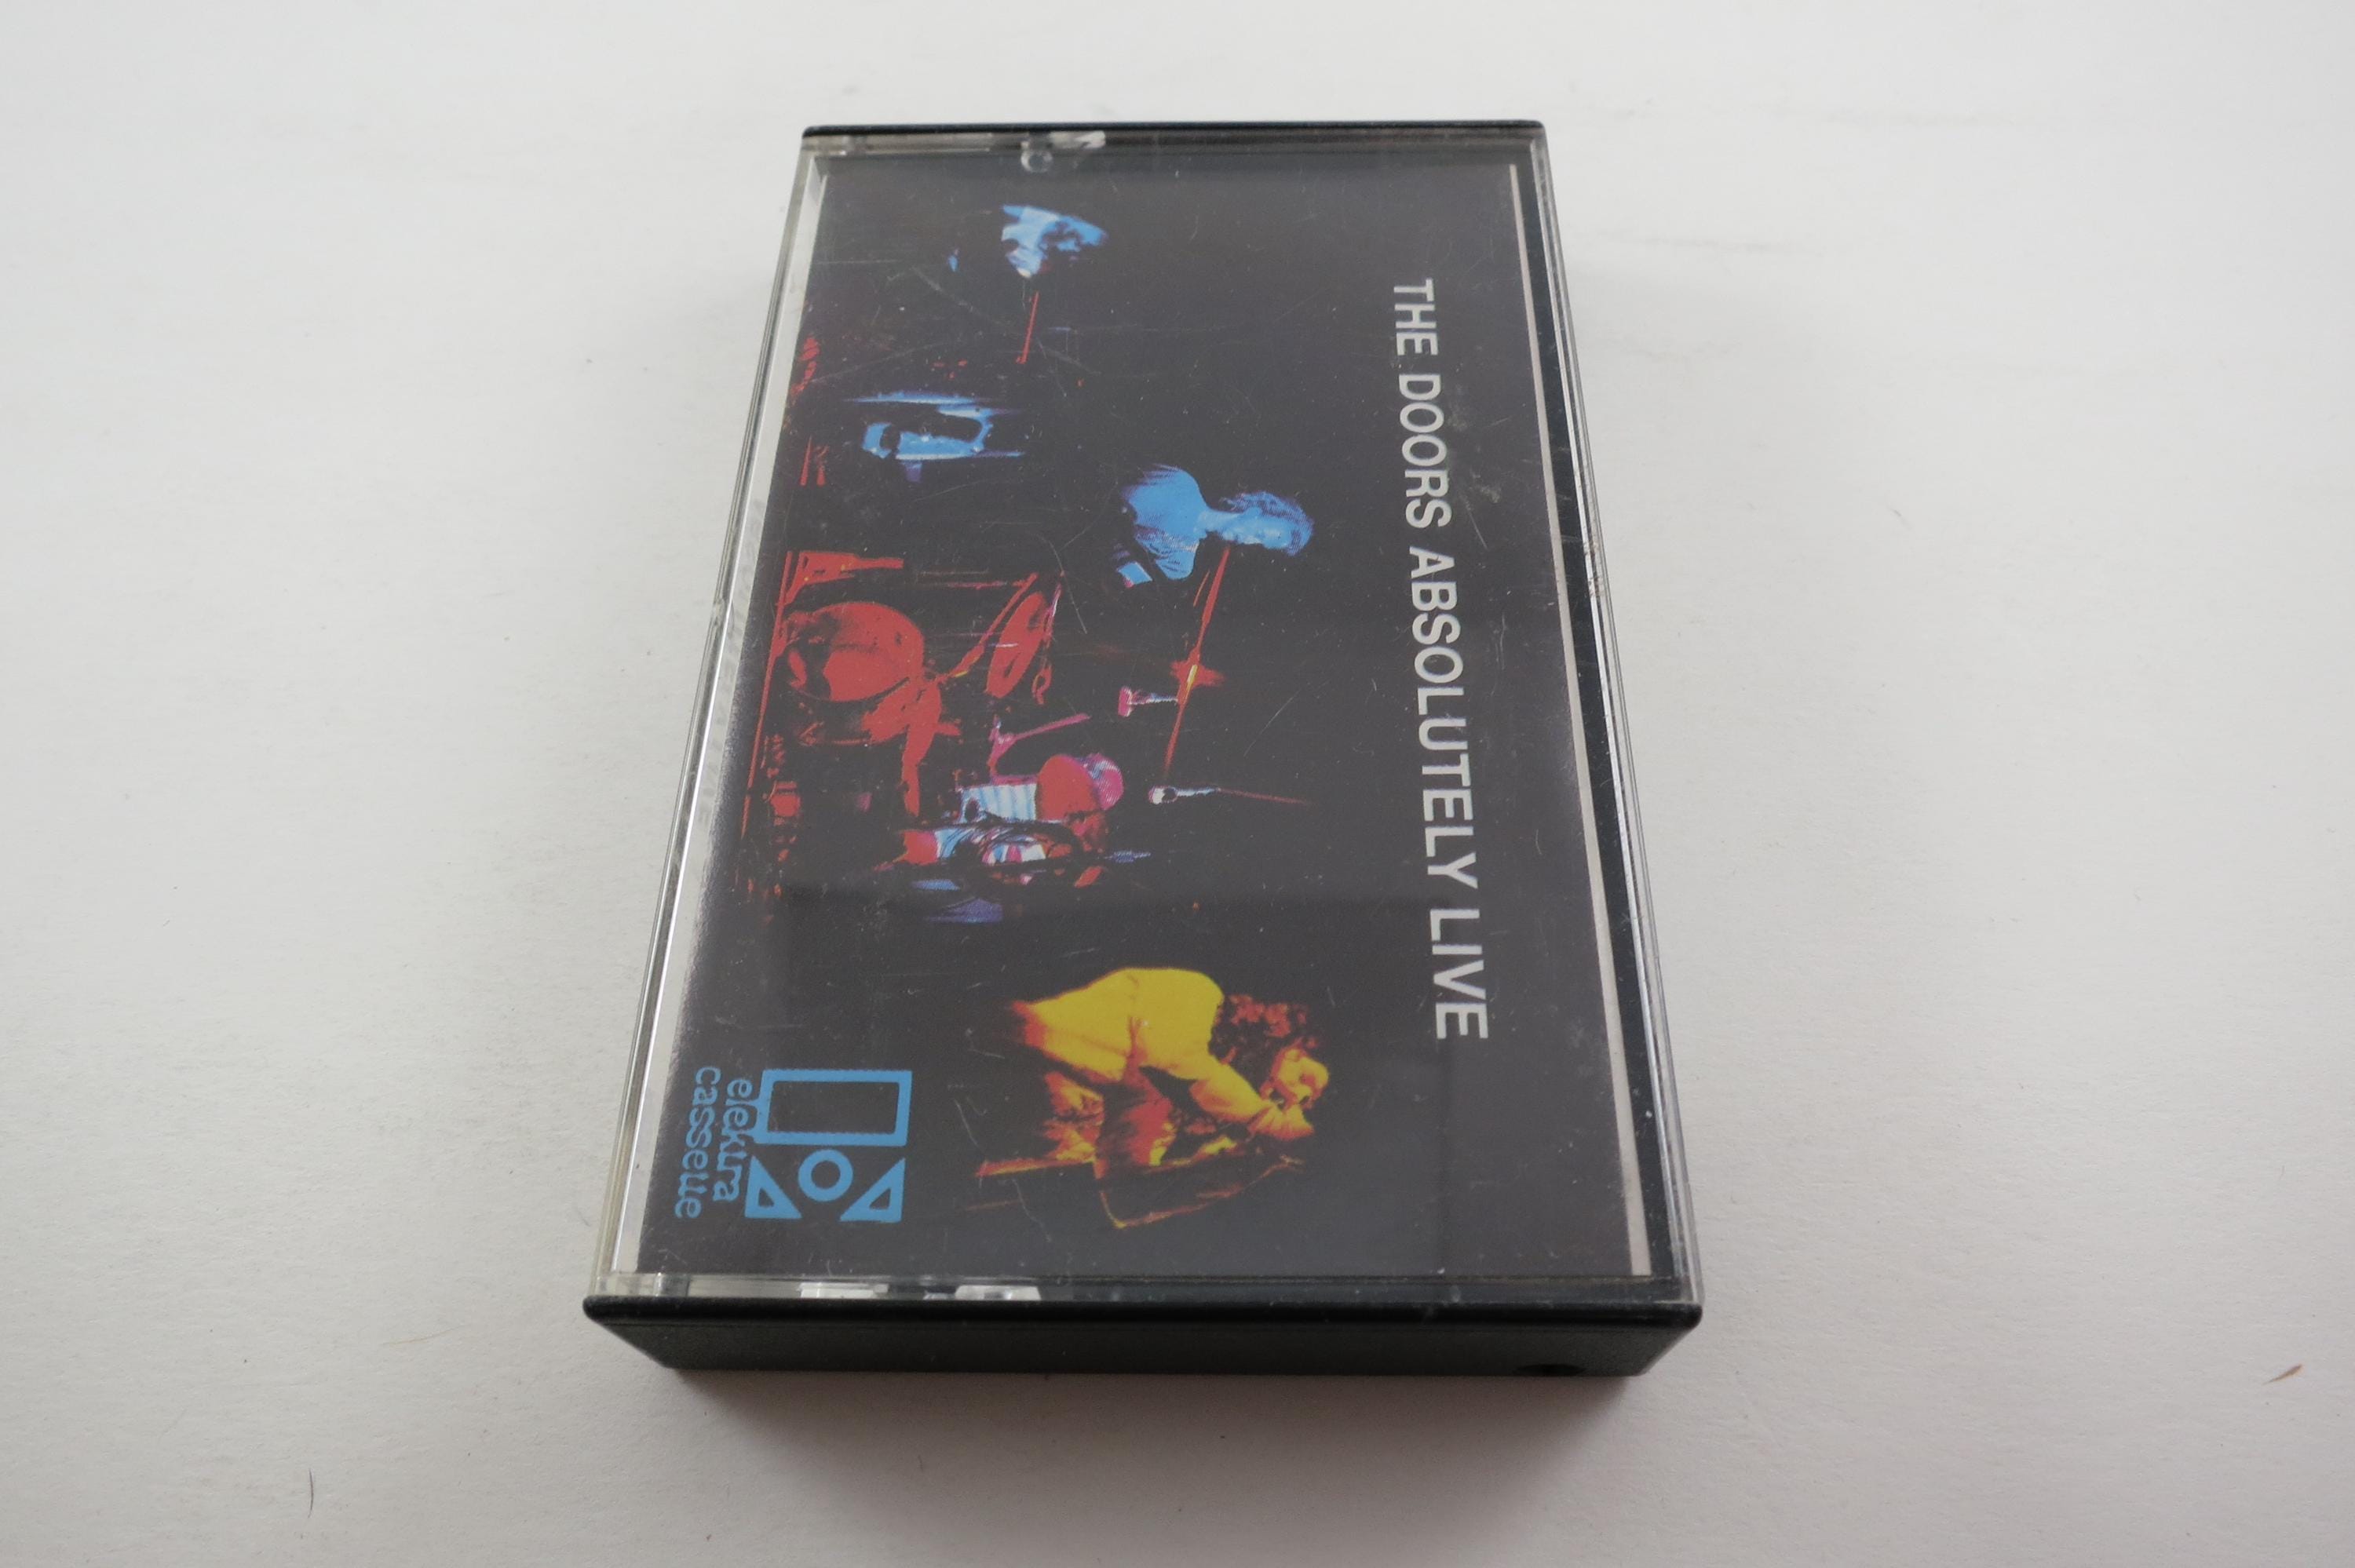 THE DOORS ABSOLUTELY LIVE
elektra
cassette